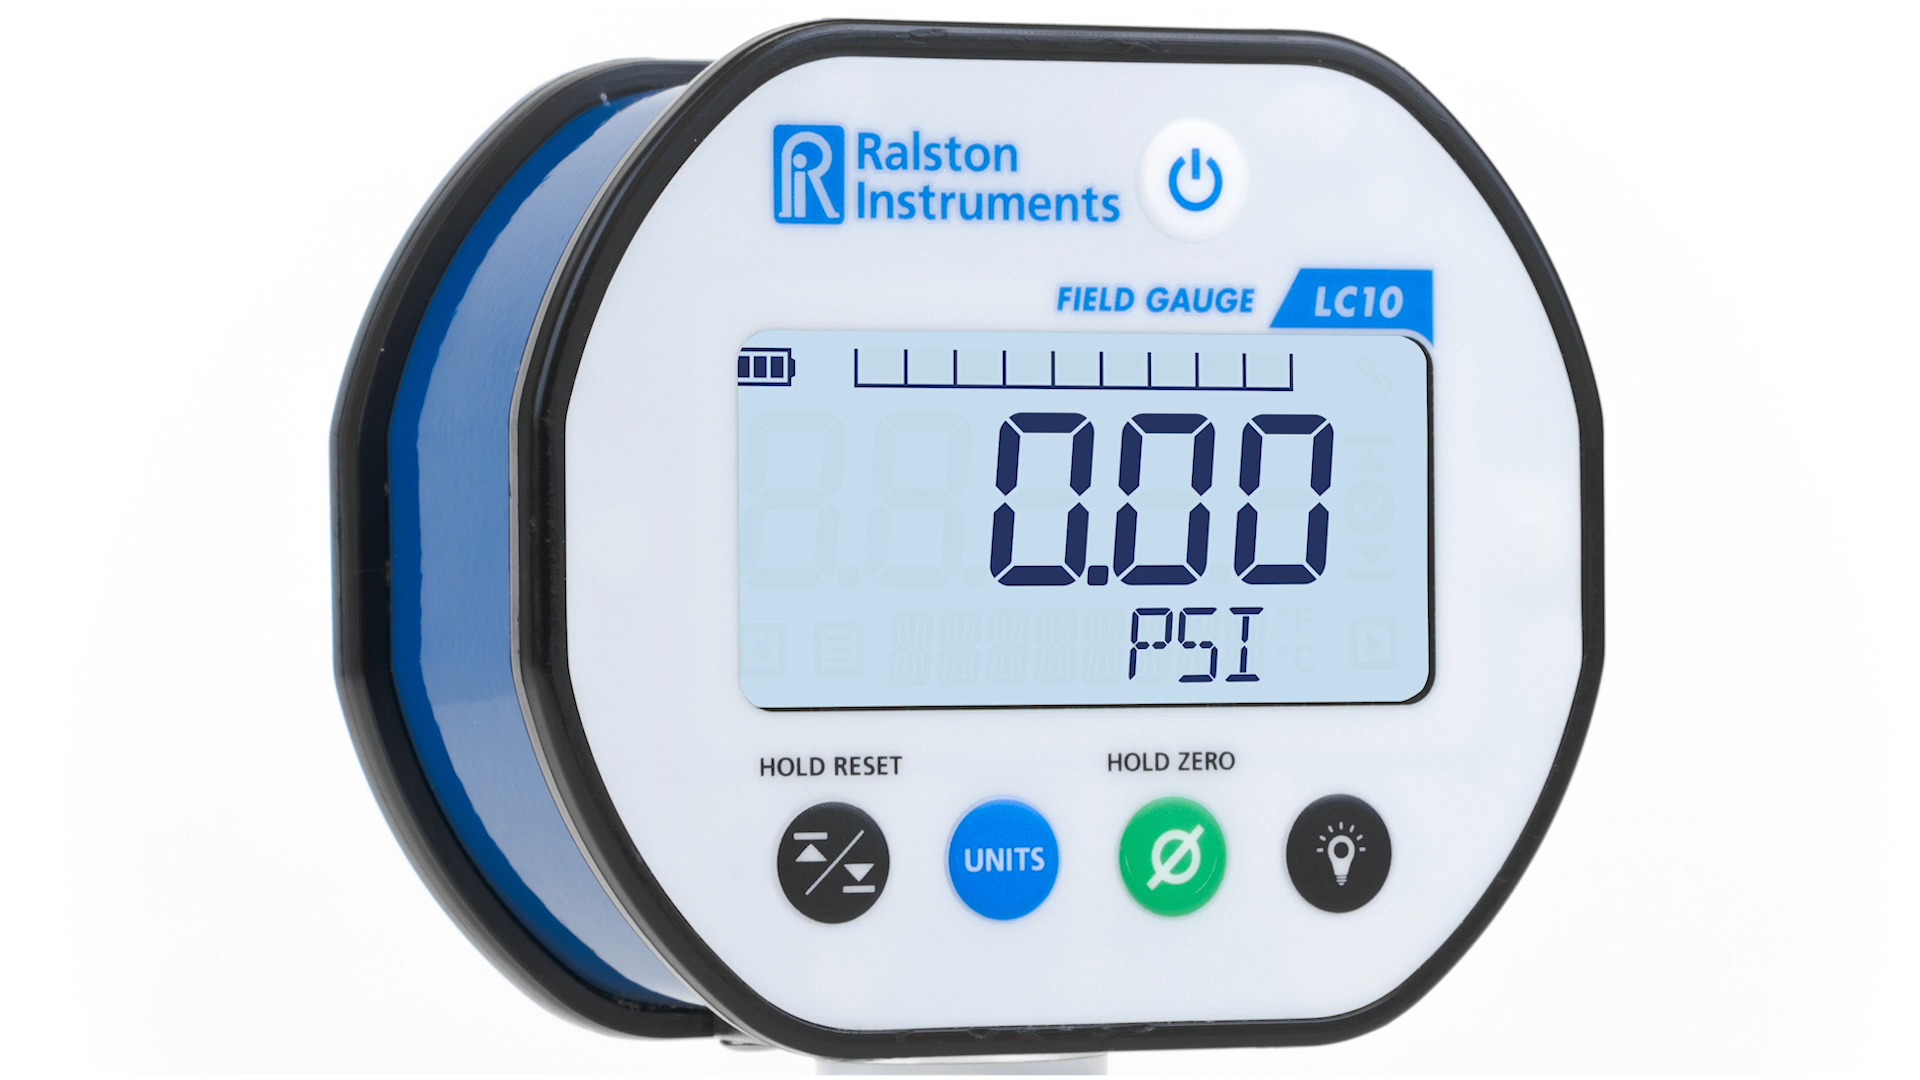 Ralston
Instruments
FIELD GAUGE LC10
0.00
PSI
HOLD RESET HOLD ZERO
UNITS